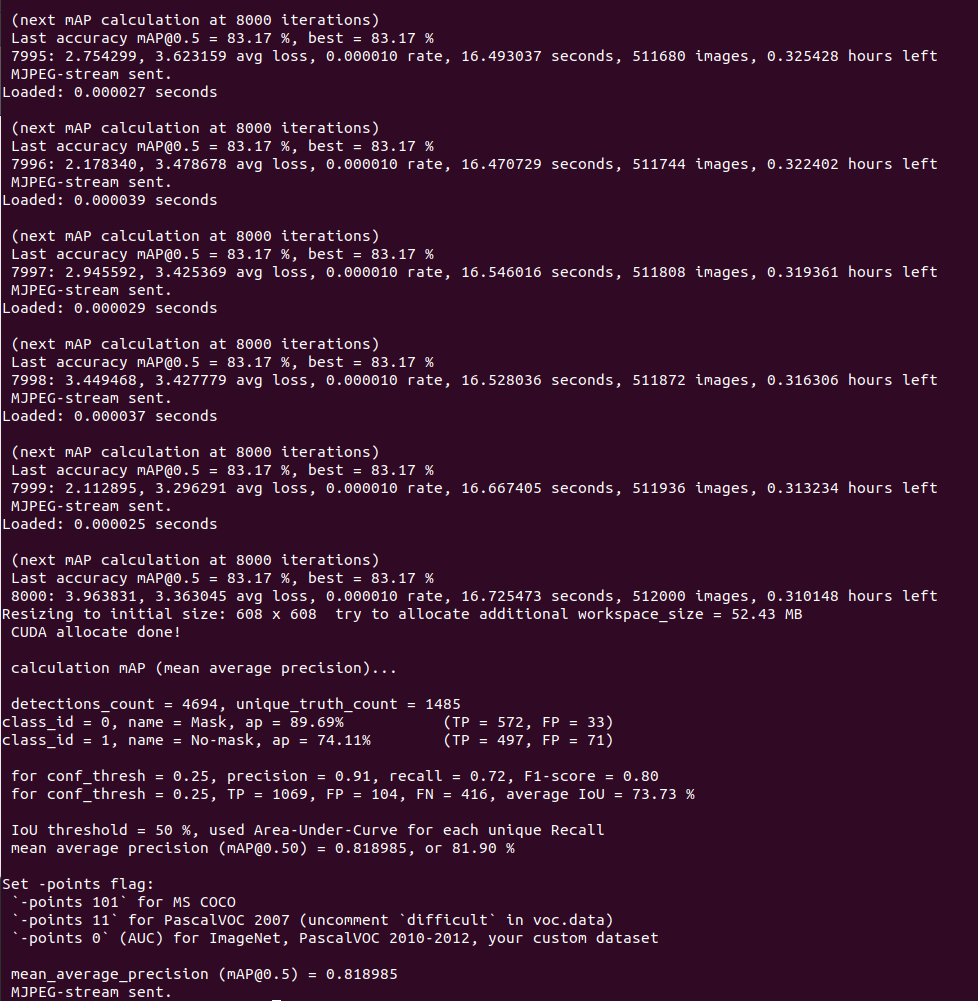 (next mAP calculation at 8000 iterations)
Last accuracy mAP@0.5 = 83.17 %, best = 83.17 %
7995: 2.754299, 3.623159 avg loss, 0.000010 rate, 16.493037 seconds, 511680 images, 0.325428 hours left
MJPEG-stream sent.
Loaded: 0.000027 seconds
(next mAP calculation at 8000 iterations)
Last accuracy mAP@0.5 = 83.17 %, best = 83.17 %
7996: 2.178340, 3.478678 avg loss, 0.000010 rate, 16.470729 seconds, 511744 images, 0.322402 hours left
MJPEG-stream sent.
Loaded: 0.000039 seconds
(next mAP calculation at 8000 iterations)
Last accuracy mAP@0.5 = 83.17 %, best = 83.17 %
7997: 2.945592, 3.425369 avg loss, 0.000010 rate, 16.546016 seconds, 511808 images, 0.319361 hours left
MJPEG-stream sent.
Loaded: 0.000029 seconds
(next mAP calculation at 8000 iterations)
Last accuracy mAP@0.5 = 83.17 %, best = 83.17 %
7998: 3.449468, 3.427779 avg loss, 0.000010 rate, 16.528036 seconds, 511872 images, 0.316306 hours left
MJPEG-stream sent.
Loaded: 0.000037 seconds
(next mAP calculation at 8000 iterations)
Last accuracy mAP@0.5 = 83.17 %, best = 83.17 %
7999: 2.112895, 3.296291 avg loss, 0.000010 rate, 16.667405 seconds, 511936 images, 0.313234 hours left
MJPEG-stream sent.
Loaded: 0.000025 seconds
(next mAP calculation at 8000 iterations)
Last accuracy mAP@0.5 = 83.17 %, best = 83.17 %
8000: 3.963831, 3.363045 avg loss, 0.000010 rate, 16.725473 seconds, 512000 images, 0.310148 hours left
Resizing to initial size: 608 x 608  try to allocate additional workspace_size = 52.43 MB
CUDA allocate done!
calculation mAP (mean average precision)...
detections_count = 4694, unique_truth_count = 1485
class_id = 0, name = Mask, ap = 89.69%           (TP = 572, FP = 33)
class_id = 1, name = No-mask, ap = 74.11%        (TP = 497, FP = 71)
for conf_thresh = 0.25, precision = 0.91, recall = 0.72, F1-score = 0.80
for conf_thresh = 0.25, TP = 1069, FP = 104, FN = 416, average IoU = 73.73 %
IoU threshold = 50 %, used Area-Under-Curve for each unique Recall
mean average precision (mAP@0.50) = 0.818985, or 81.90 %
Set -points flag:
`-points 101` for MS COCO
`-points 11` for PascalVOC 2007 (uncomment `difficult` in voc.data)
`-points 0` (AUC) for ImageNet, PascalVOC 2010-2012, your custom dataset
mean_average_precision (mAP@0.5) = 0.818985
MJPEG-stream sent.